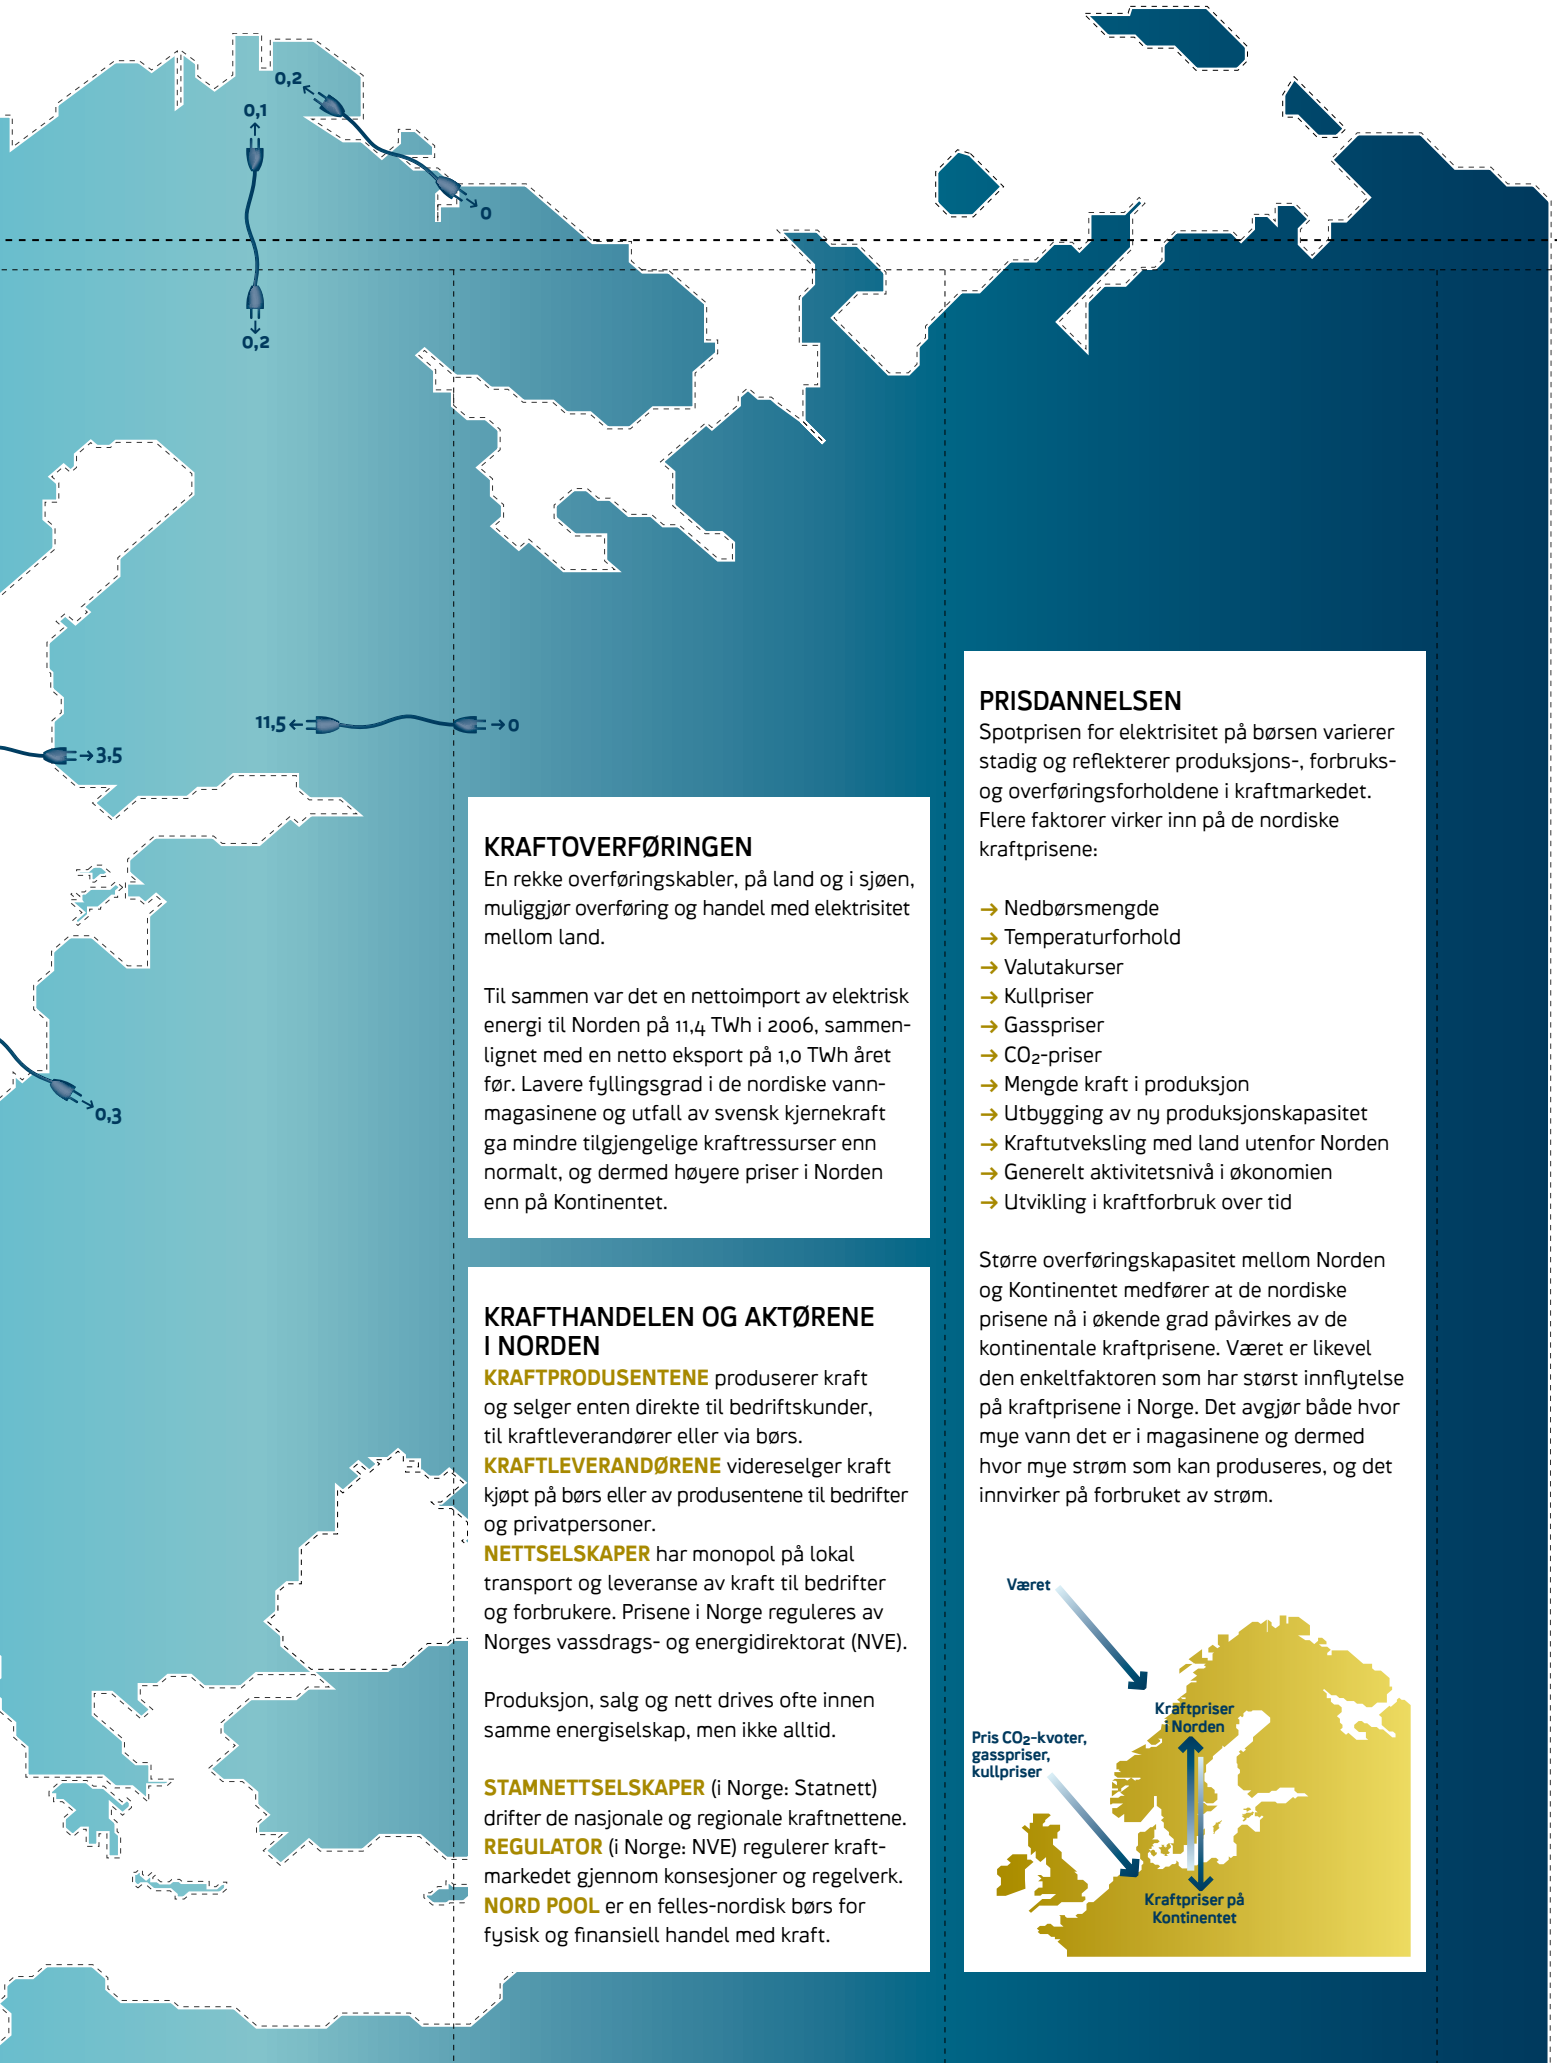 0,2
0,1
0
0,2
11,5
0
3,5
0,3
KRAFTOVERFØRINGEN
En rekke overføringskabler, på land og i sjøen,
muliggjør overføring og handel med elektrisitet
mellom land.
Til sammen var det en nettoimport av elektrisk
energi til Norden på 11,4 TWh i 2006, sammen-
lignet med en netto eksport på 1,0 TWh året
før. Lavere fyllingsgrad i de nordiske vann-
magasinene og utfall av svensk kjernekraft
ga mindre tilgjengelige kraftressurser enn
normalt, og dermed høyere priser i Norden
enn på Kontinentet.
KRAFTHANDELEN OG AKTØRENE
I NORDEN
KRAFTPRODUSENTENE produserer kraft
og selger enten direkte til bedriftskunder,
til kraftleverandører eller via børs.
KRAFTLEVERANDØRENE videreselger kraft
kjøpt på børs eller av produsentene til bedrifter
og privatpersoner.
NETTSELSKAPER har monopol på lokal
transport og leveranse av kraft til bedrifter
og forbrukere. Prisene i Norge reguleres av
Norges vassdrags- og energidirektorat (NVE).
Produksjon, salg og nett drives ofte innen
samme energiselskap, men ikke alltid.
STAMNETTSELSKAPER (i Norge: Statnett)
drifter de nasjonale og regionale kraftnettene.
REGULATOR (i Norge: NVE) regulerer kraft-
markedet gjennom konsesjoner og regelverk.
NORD POOL er en felles-nordisk børs for
fysisk og finansiell handel med kraft.
PRISDANNELSEN
Spotprisen for elektrisitet på børsen varierer
stadig og reflekterer produksjons-, forbruks-
og overføringsforholdene i kraftmarkedet.
Flere faktorer virker inn på de nordiske
kraftprisene:
→ Nedbørsmengde
→ Temperaturforhold
→ Valutakurser
→ Kullpriser
→ Gasspriser
→ CO₂-priser
→ Mengde kraft i produksjon
→ Utbygging av ny produksjonskapasitet
→ Kraftutveksling med land utenfor Norden
→ Generelt aktivitetsnivå i økonomien
→ Utvikling i kraftforbruk over tid
Større overføringskapasitet mellom Norden
og Kontinentet medfører at de nordiske
prisene nå i økende grad påvirkes av de
kontinentale kraftprisene. Været er likevel
den enkeltfaktoren som har størst innflytelse
på kraftprisene i Norge. Det avgjør både hvor
mye vann det er i magasinene og dermed
hvor mye strøm som kan produseres, og det
innvirker på forbruket av strøm.
Været
Kraftpriser
i Norden
Pris CO₂-kvoter,
gasspriser,
kullpriser
Kraftpriser på
Kontinentet